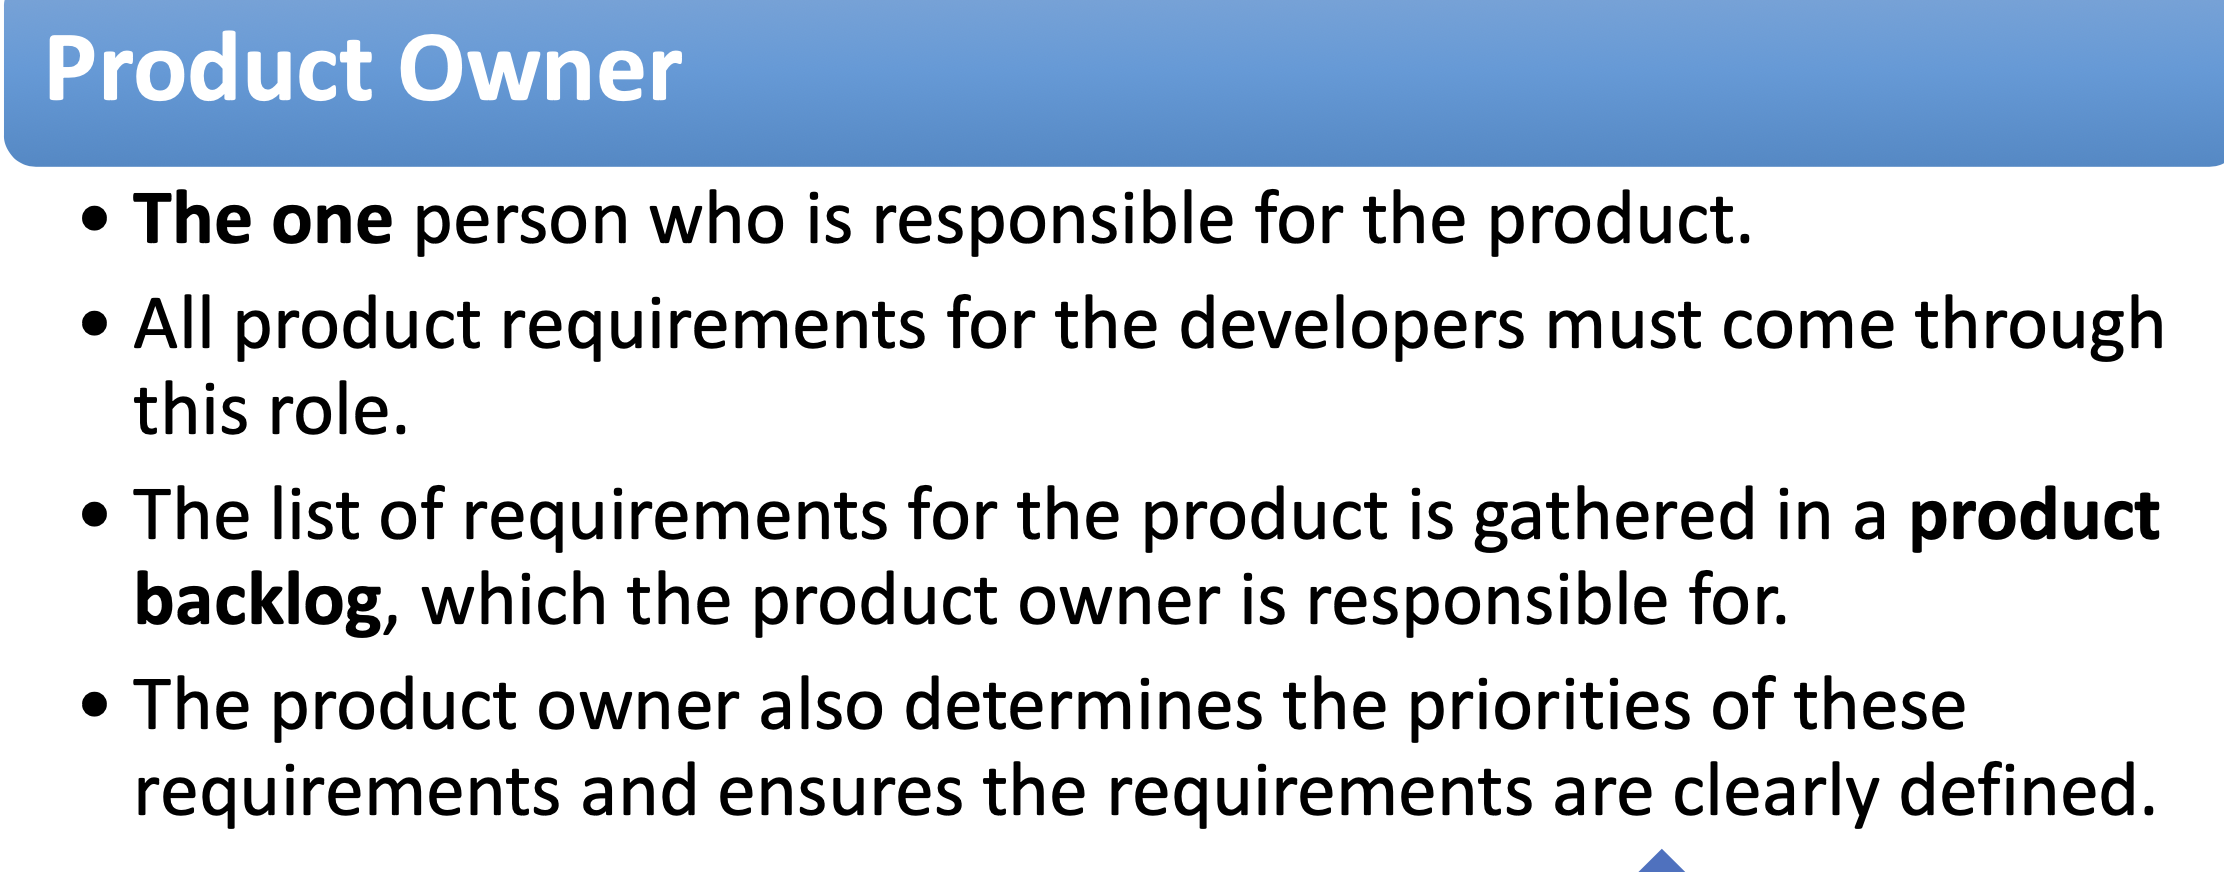 Product Owner
• The one person who is responsible for the product.
• All product requirements for the developers must come through
this role.
• The list of requirements for the product is gathered in a product
backlog, which the product owner is responsible for.
• The product owner also determines the priorities of these
requirements and ensures the requirements are clearly defined.